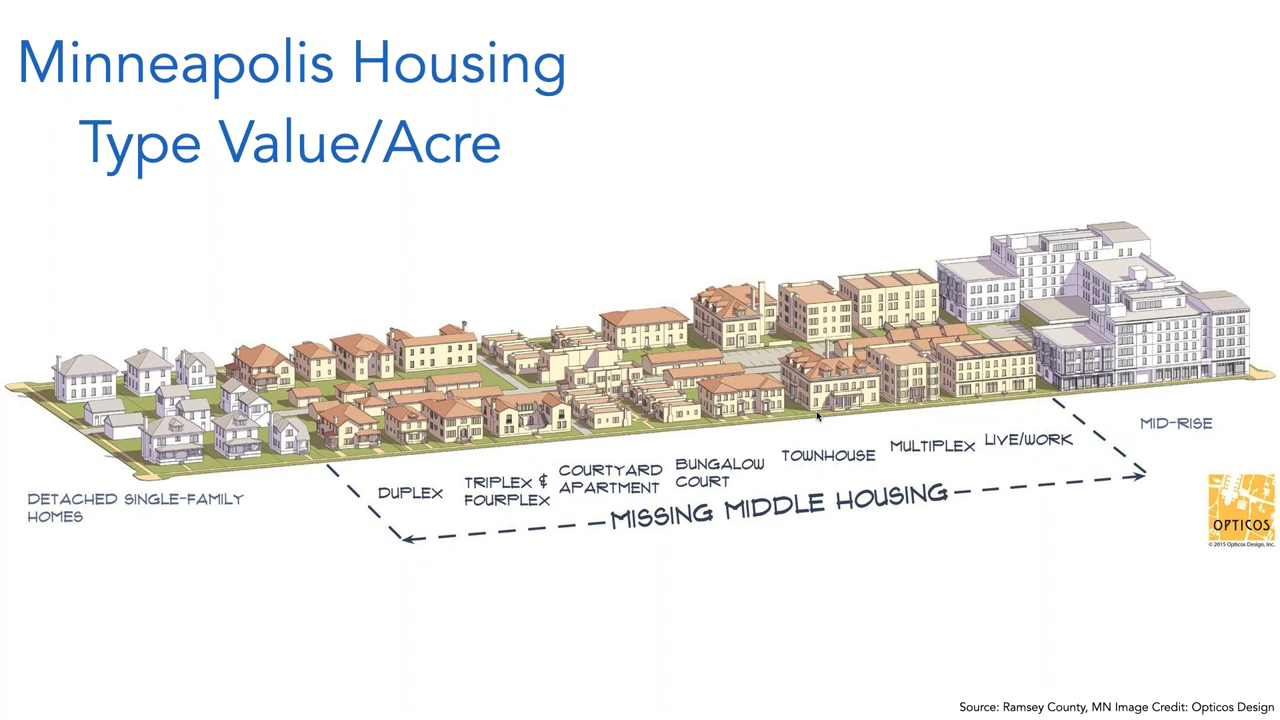 Minneapolis Housing
Type Value/Acre
DETACHED SINGLE-FAMILY
HOMES
DUPLEX
TRIPLEX &
FOURPLEX
COURTYARD
APARTMENT
BUNGALOW
COURT
TOWNHOUSE
MULTIPLEX
LIVE/WORK
MID-RISE
MISSING MIDDLE HOUSING
OPTICOS
© 2015 Opticos Design, Inc.
Source: Ramsey County, MN Image Credit: Opticos Design